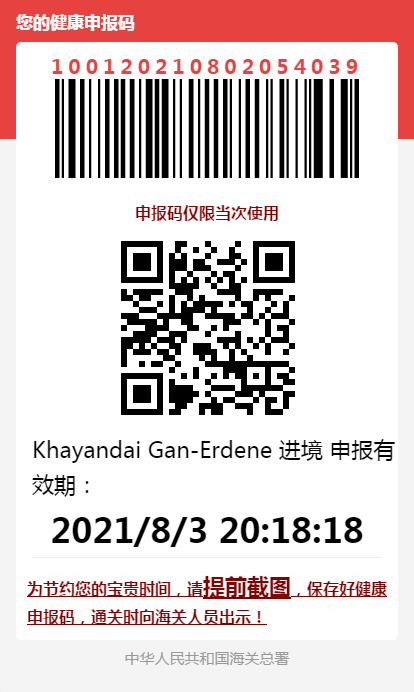 您的健康申报码
100120210802054039
申报码仅限当次使用
Khayandai Gan-Erdene 进境 申报有
效期：
2021/8/3 20:18:18
为节约您的宝贵时间，请提前截图，保存好健康
申报码，通关时向海关人员出示！
中华人民共和国海关总署